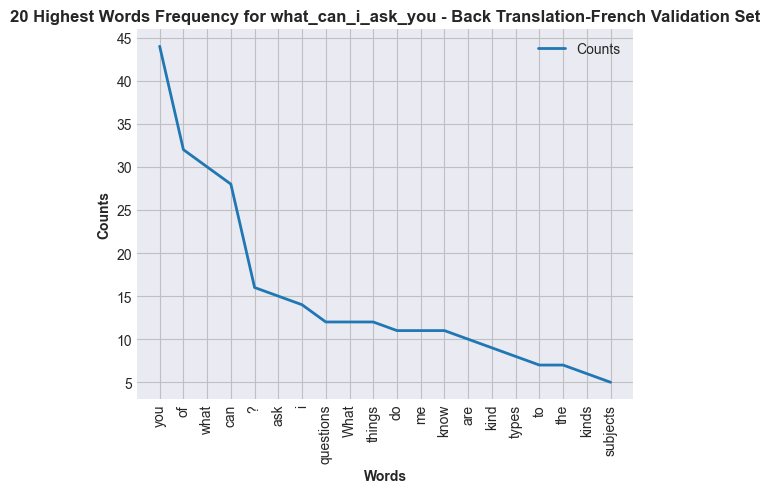 20 Highest Words Frequency for what_can_i_ask_you - Back Translation-French Validation Set
Counts
45
40
35
30
25
20
15
10
5
Counts
you
of
what
can
?
ask
i
questions
What
things
do
me
know
are
kind
types
to
the
kinds
subjects
Words